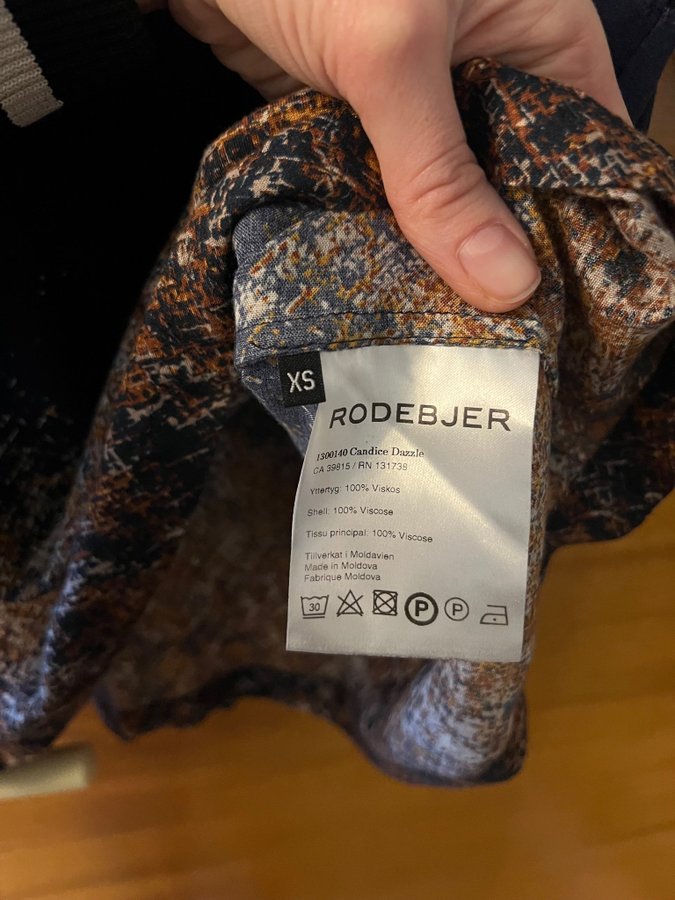 XS
RODEBJER
1300140 Candice Dazzle
CA 39815 / RN 131738
Yttertyg: 100% Viskos
Shell: 100% Viscose
Tissu principal: 100% Viscose
Tillverkat i Moldavien
Made in Moldova
Fabrique Moldova
30 P P